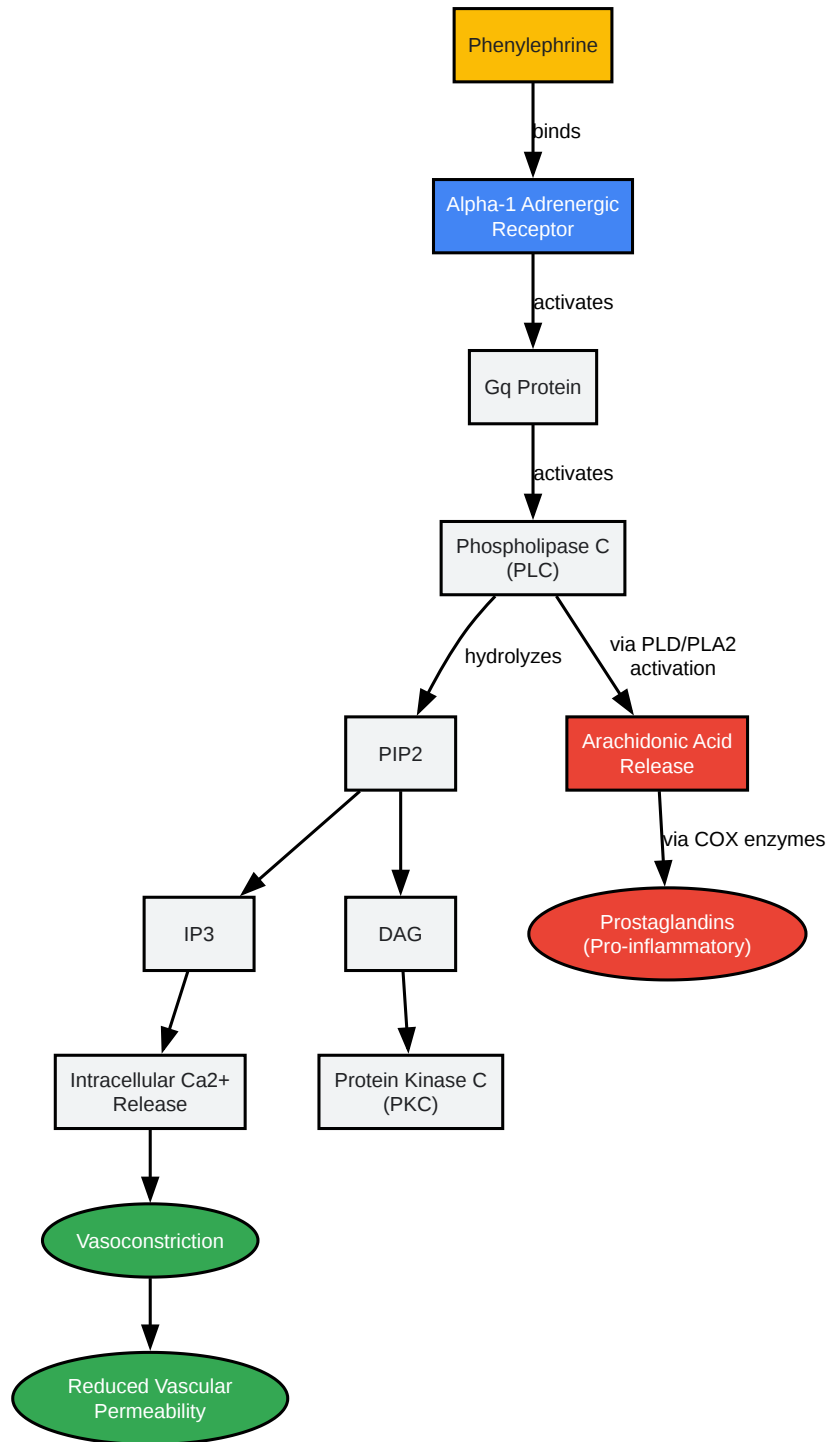 Phenylephrine
binds
Alpha-1 Adrenergic
Receptor
activates
Gq Protein
activates
Phospholipase C
(PLC)
hydrolyzes
via PLD/PLA2
activation
PIP2
Arachidonic Acid
Release
via COX enzymes
IP3
DAG
Prostaglandins
(Pro-inflammatory)
Intracellular Ca2+
Release
Protein Kinase C
(PKC)
Vasoconstriction
Reduced Vascular
Permeability